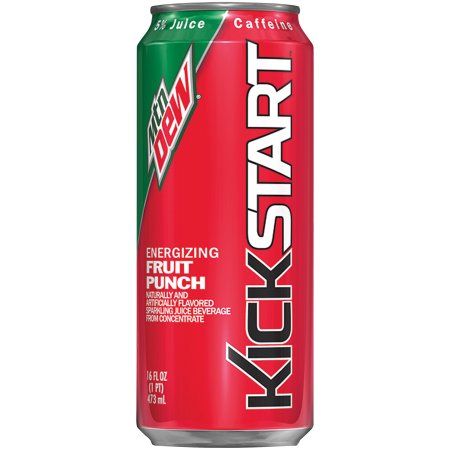 5% Juice Caffeine
mtn
DEW
KICKSTART
ENERGIZING
FRUIT
PUNCH
NATURALLY AND
ARTIFICIALLY FLAVORED
SPARKLING JUICE BEVERAGE
FROM CONCENTRATE
16 FL OZ
(1 PT)
473 mL